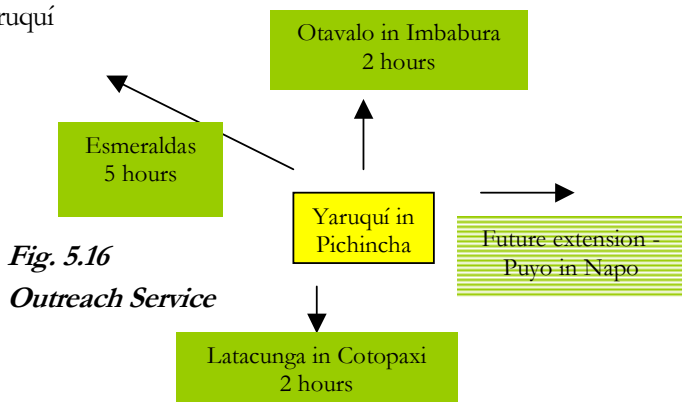 Otavalo in Imbabura
2 hours
Esmeraldas
5 hours
Yaruquí in
Pichincha
Future extension -
Puyo in Napo
Fig. 5.16
Outreach Service
Latacunga in Cotopaxi
2 hours